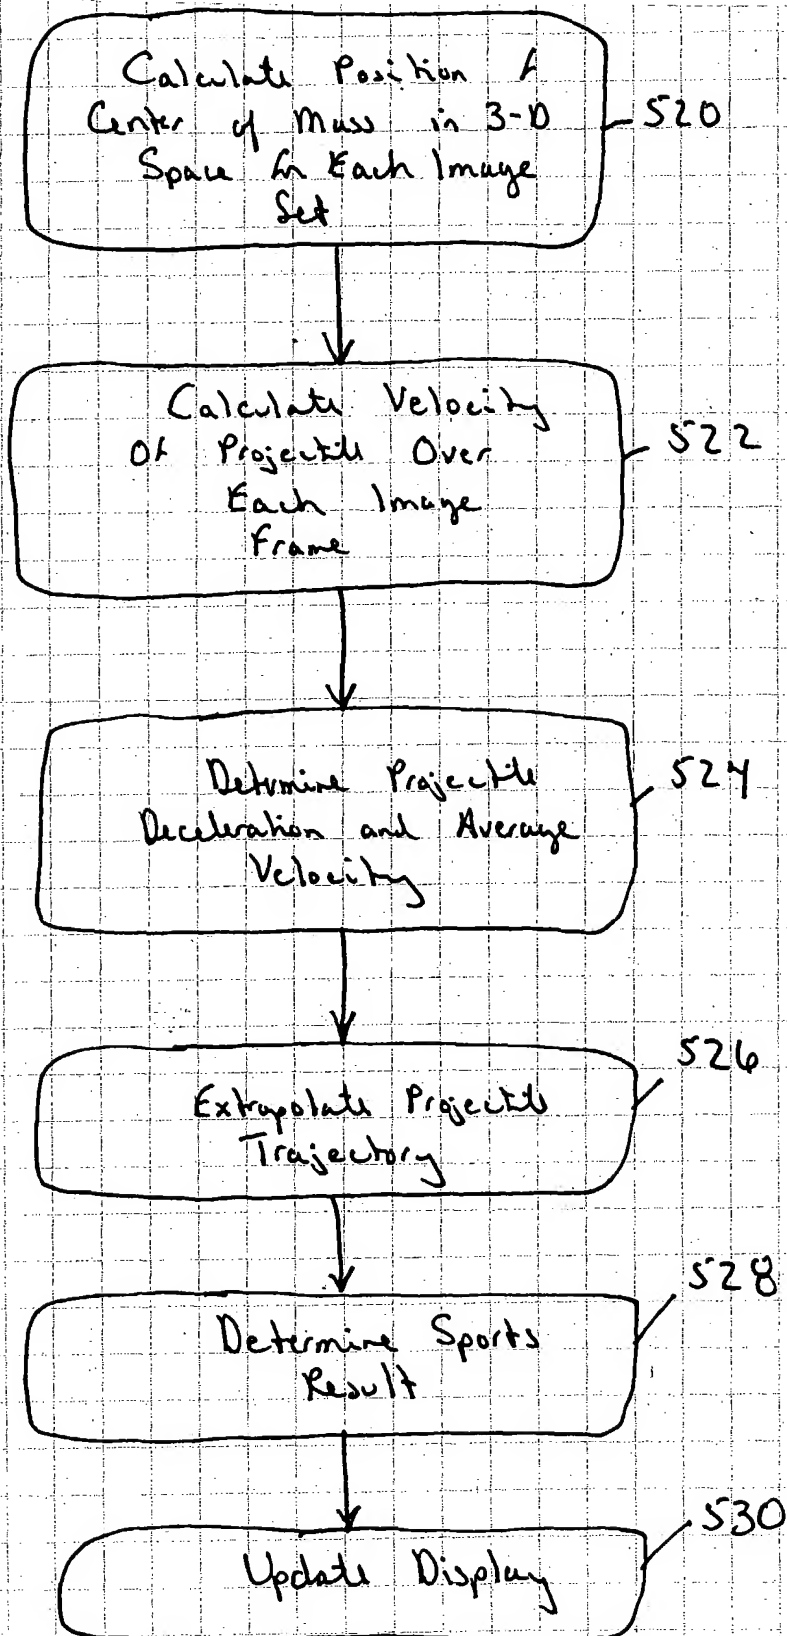 Calculate Position of
Center of Mass in 3-D
Space for Each Image
Set
520
Calculate Velocity
Of Projectile Over
Each Image
Frame
522
Determine Projectile
Deceleration and Average
Velocity
524
Extrapolate Projectile
Trajectory
526
Determine Sports
Result
528
Update Display
530